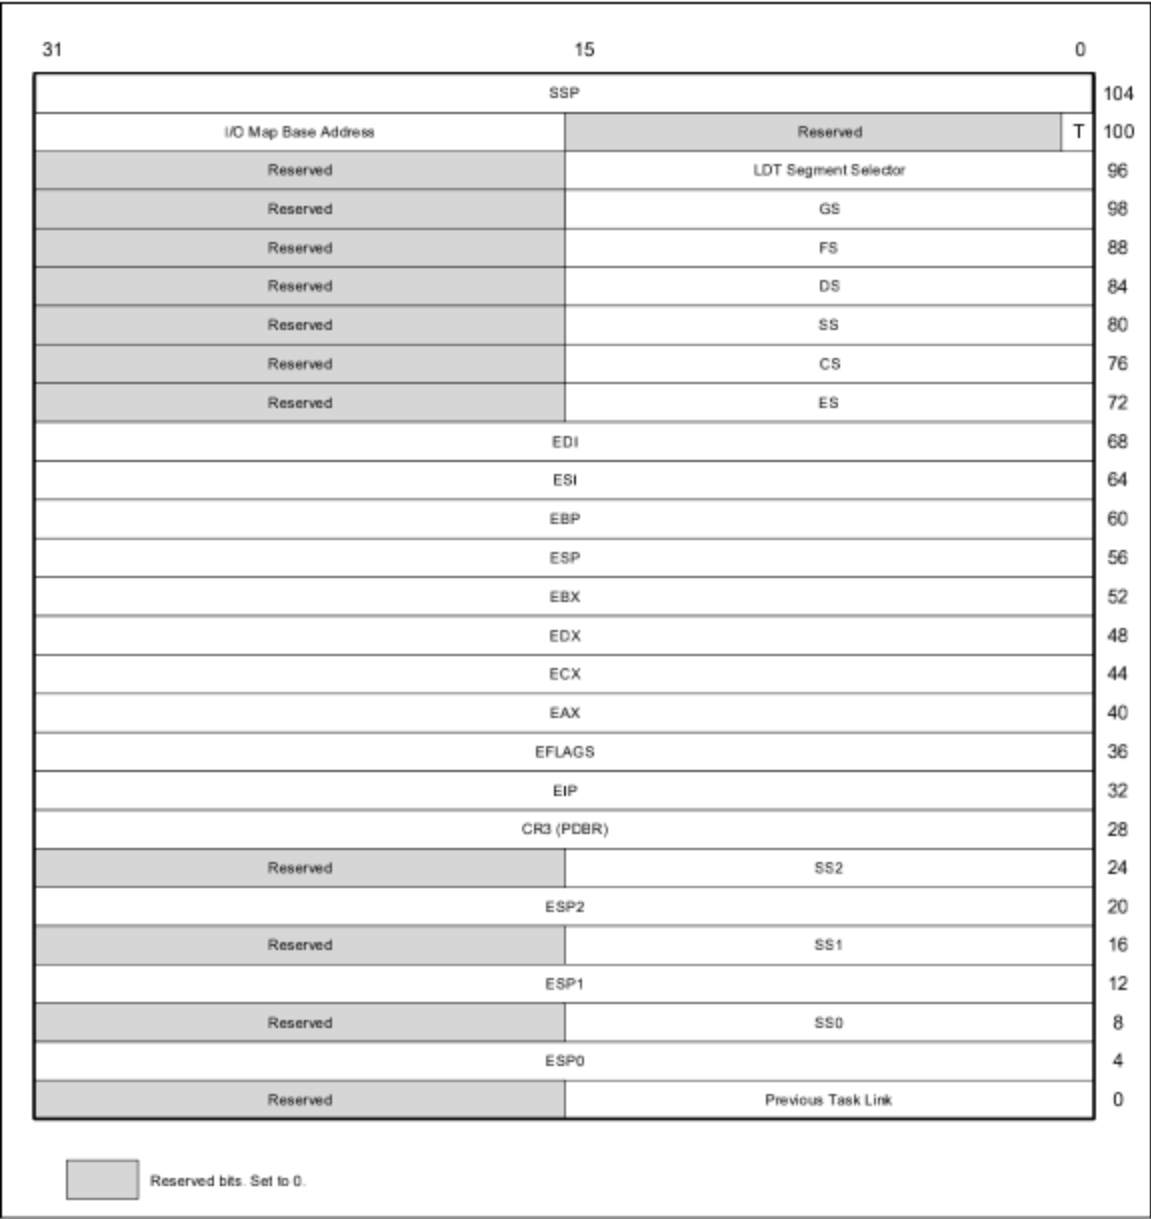 31 15 0
SSP 104
I/O Map Base Address Reserved T 100
Reserved LDT Segment Selector 96
Reserved GS 98
Reserved FS 88
Reserved DS 84
Reserved SS 80
Reserved CS 76
Reserved ES 72
EDI 68
ESI 64
EBP 60
ESP 56
EBX 52
EDX 48
ECX 44
EAX 40
EFLAGS 36
EIP 32
CR3 (PDBR) 28
Reserved SS2 24
ESP2 20
Reserved SS1 16
ESP1 12
Reserved SS0 8
ESP0 4
Reserved Previous Task Link 0
Reserved bits. Set to 0.